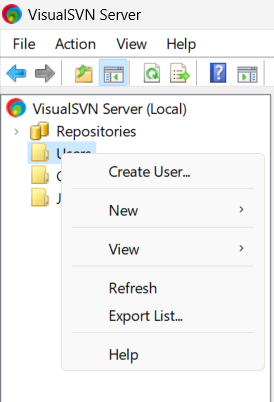 VisualSVN Server
File Action View Help
VisualSVN Server (Local)
Repositories
Users
Create User...
New
View
Refresh
Export List...
Help